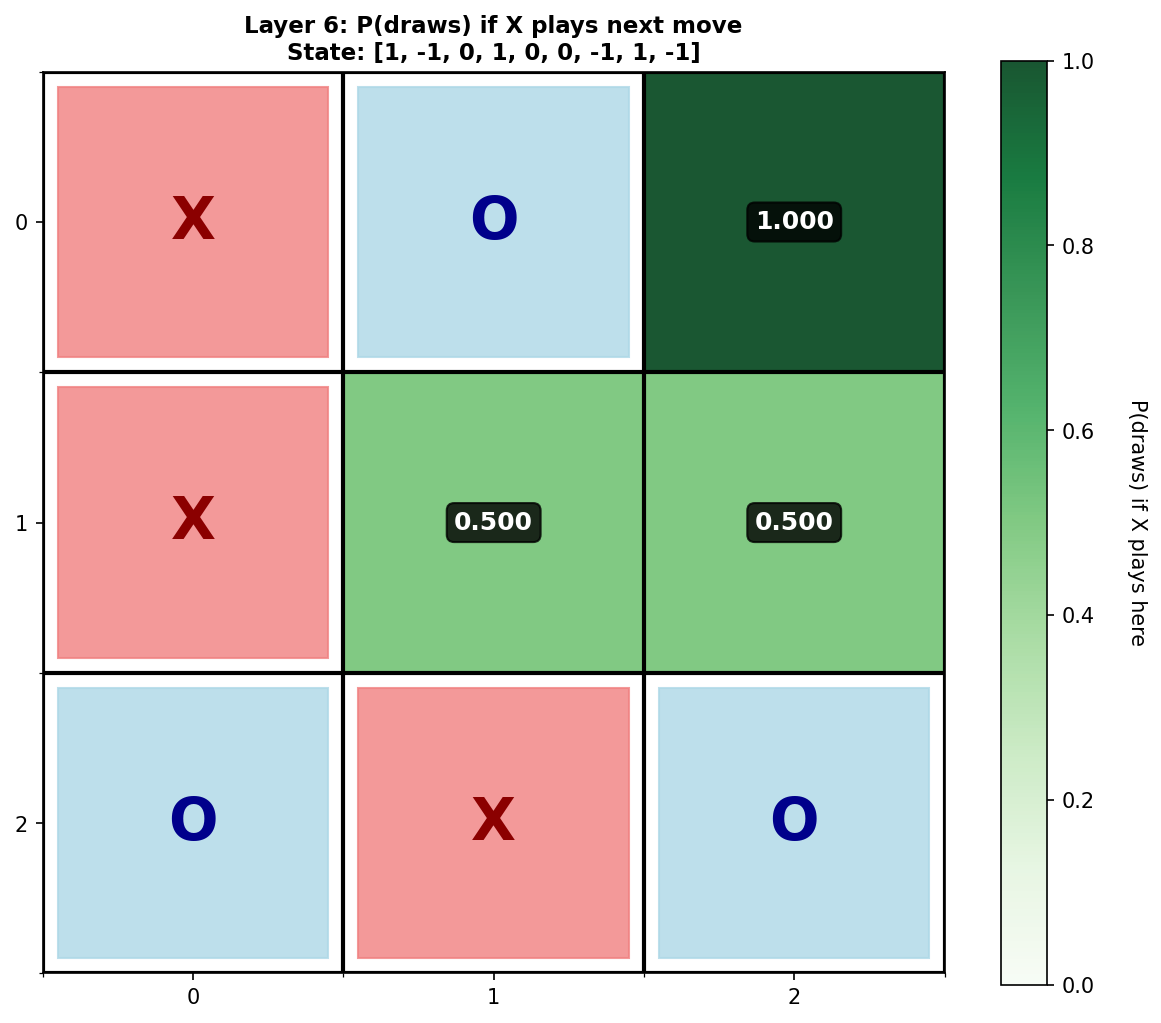 Layer 6: P(draws) if X plays next move
State: [1, -1, 0, 1, 0, 0, -1, 1, -1]
X
O
1.000
X
0.500
0.500
O
X
O
0
1
2
0
1
2
1.0
0.8
0.6
0.4
0.2
0.0
P(draws) if X plays here